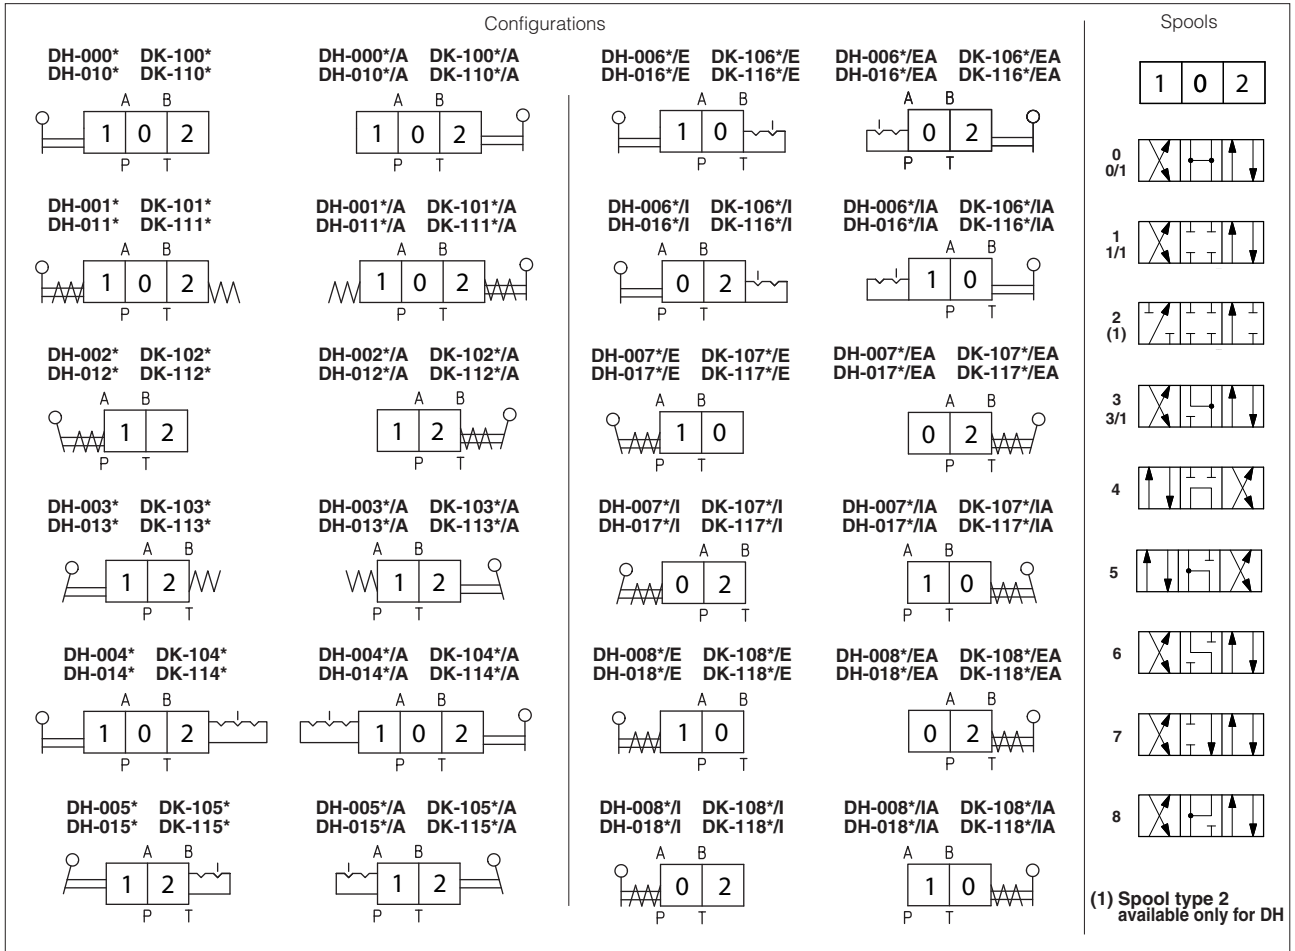 Configurations
Spools
DH-000* DK-100*
DH-010* DK-110*
A B
1 0 2
P T
DH-000*/A DK-100*/A
DH-010*/A DK-110*/A
A B
1 0 2
P T
DH-001* DK-101*
DH-011* DK-111*
A B
1 0 2
P T
DH-001*/A DK-101*/A
DH-011*/A DK-111*/A
A B
1 0 2
P T
DH-002* DK-102*
DH-012* DK-112*
A B
1 2
P T
DH-002*/A DK-102*/A
DH-012*/A DK-112*/A
A B
1 2
P T
DH-003* DK-103*
DH-013* DK-113*
A B
1 2
P T
DH-003*/A DK-103*/A
DH-013*/A DK-113*/A
A B
1 2
P T
DH-004* DK-104*
DH-014* DK-114*
A B
1 0 2
P T
DH-004*/A DK-104*/A
DH-014*/A DK-114*/A
A B
1 0 2
P T
DH-005* DK-105*
DH-015* DK-115*
A B
1 2
P T
DH-005*/A DK-105*/A
DH-015*/A DK-115*/A
A B
1 2
P T
DH-006*/E DK-106*/E
DH-016*/E DK-116*/E
A B
1 0
P T
DH-006*/EA DK-106*/EA
DH-016*/EA DK-116*/EA
A B
0 2
P T
DH-006*/I DK-106*/I
DH-016*/I DK-116*/I
A B
0 2
P T
DH-006*/IA DK-106*/IA
DH-016*/IA DK-116*/IA
A B
1 0
P T
DH-007*/E DK-107*/E
DH-017*/E DK-117*/E
A B
1 0
P T
DH-007*/EA DK-107*/EA
DH-017*/EA DK-117*/EA
A B
0 2
P T
DH-007*/I DK-107*/I
DH-017*/I DK-117*/I
A B
0 2
P T
DH-007*/IA DK-107*/IA
DH-017*/IA DK-117*/IA
A B
1 0
P T
DH-008*/E DK-108*/E
DH-018*/E DK-118*/E
A B
1 0
P T
DH-008*/EA DK-108*/EA
DH-018*/EA DK-118*/EA
A B
0 2
P T
DH-008*/I DK-108*/I
DH-018*/I DK-118*/I
A B
0 2
P T
DH-008*/IA DK-108*/IA
DH-018*/IA DK-118*/IA
A B
1 0
P T
1 0 2
0
0/1
1
1/1
2
(1)
3
3/1
4
5
6
7
8
(1) Spool type 2
available only for DH